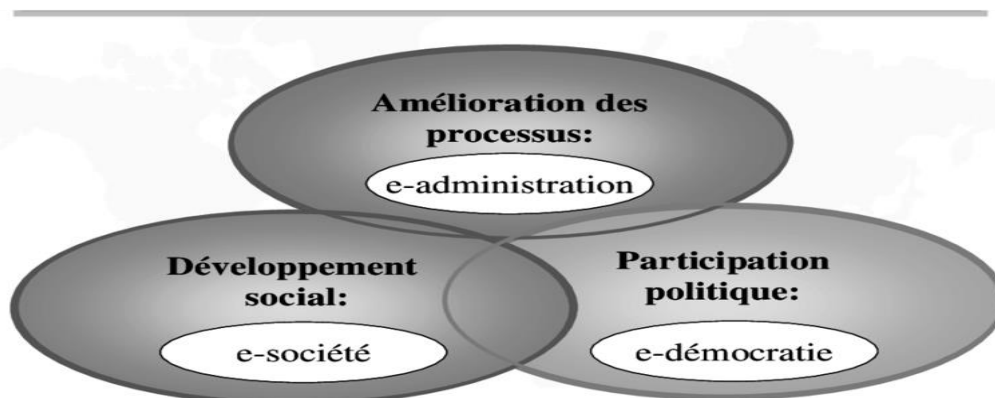 Amélioration des
processus:
e-administration
Développement
social:
e-société
Participation
politique:
e-démocratie